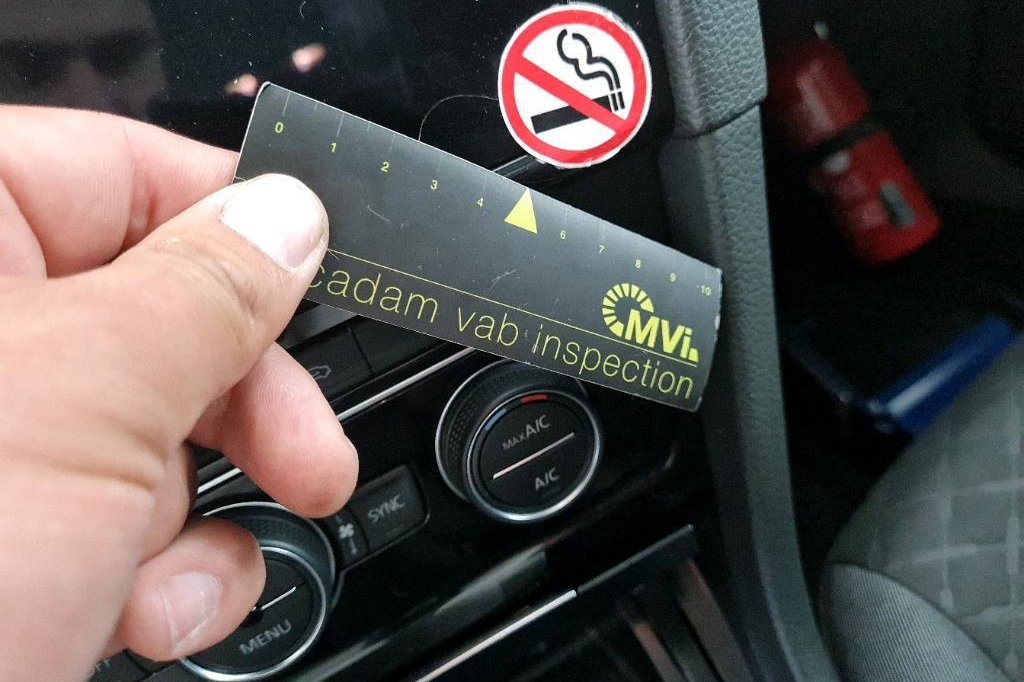 0 1 2 3 4 6 7 8 9 10
MVi
cadam vab inspection
MAX A/C
A/C
SYNC
MENU